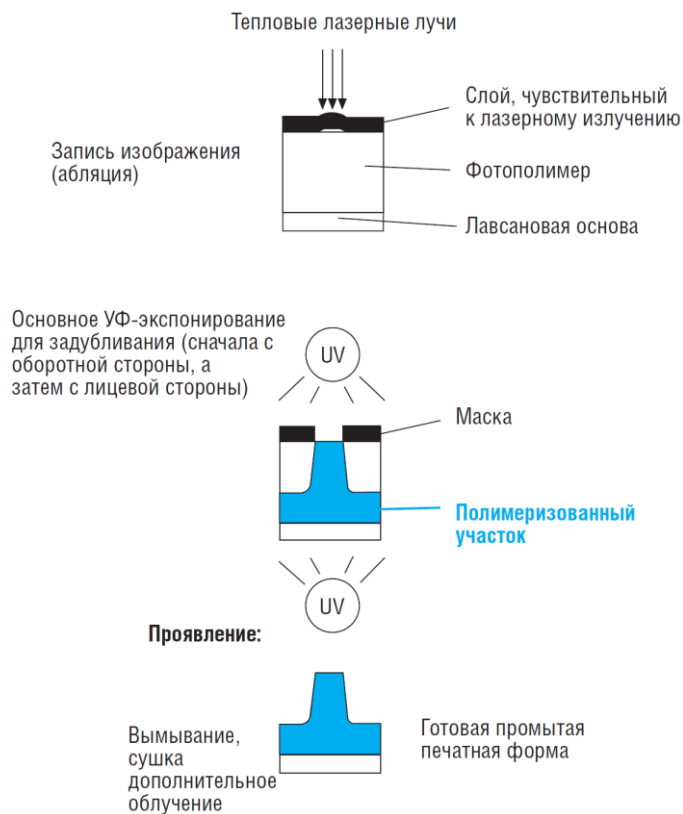 Тепловые лазерные лучи
Слой, чувствительный
к лазерному излучению
Запись изображения
(абляция)
Фотополимер
Лавсановая основа
Основное УФ-экспонирование
для задубливания (сначала с
оборотной стороны, а
затем с лицевой стороны)
UV
Маска
Полимеризованный
участок
UV
Проявление:
Вымывание,
сушка
дополнительное
облучение
Готовая промытая
печатная форма